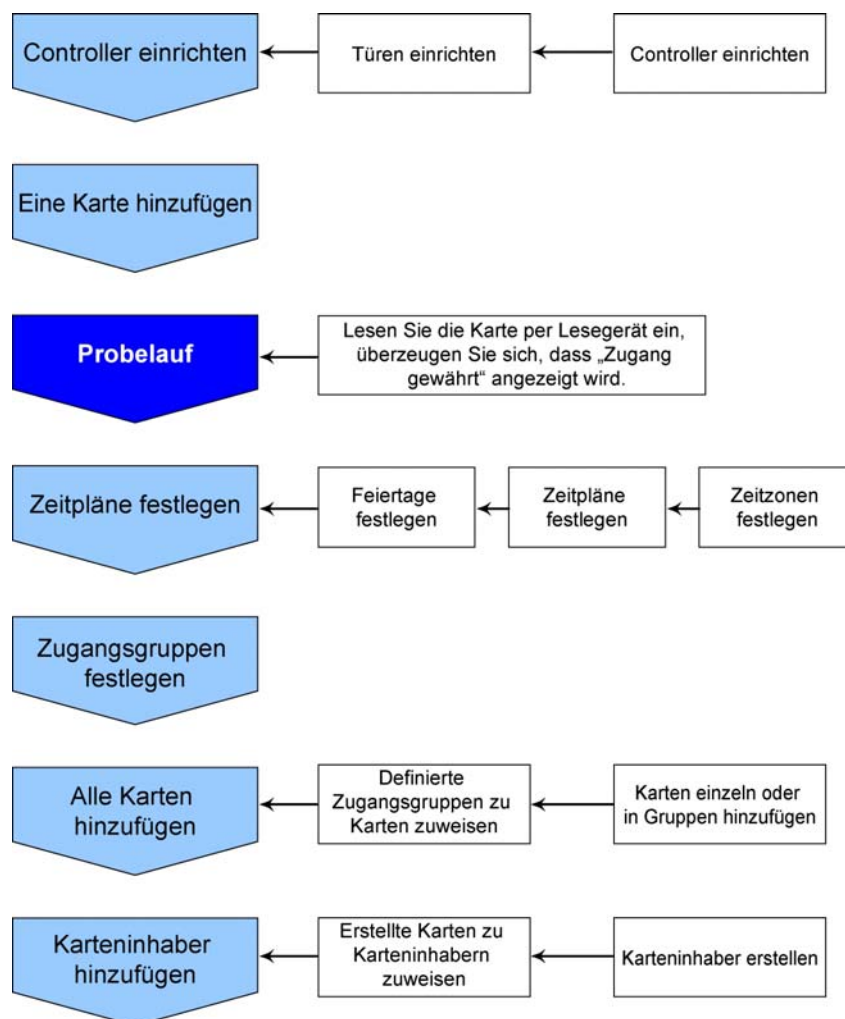 Controller einrichten
Türen einrichten
Controller einrichten
Eine Karte hinzufügen
Probelauf
Lesen Sie die Karte per Lesegerät ein,
überzeugen Sie sich, dass „Zugang
gewährt“ angezeigt wird.
Zeitpläne festlegen
Feiertage
festlegen
Zeitpläne
festlegen
Zeitzonen
festlegen
Zugangsgruppen
festlegen
Alle Karten
hinzufügen
Definierte
Zugangsgruppen zu
Karten zuweisen
Karten einzeln oder
in Gruppen hinzufügen
Karteninhaber
hinzufügen
Erstellte Karten zu
Karteninhabern
zuweisen
Karteninhaber erstellen